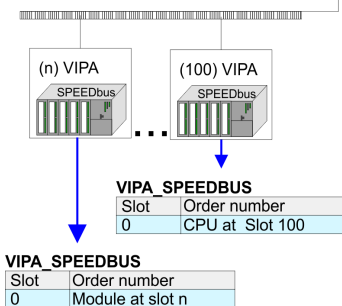 (n) VIPA
SPEEDbus
(100) VIPA
SPEEDbus
VIPA_SPEEDBUS
Slot Order number
0 CPU at Slot 100
VIPA_SPEEDBUS
Slot Order number
0 Module at slot n